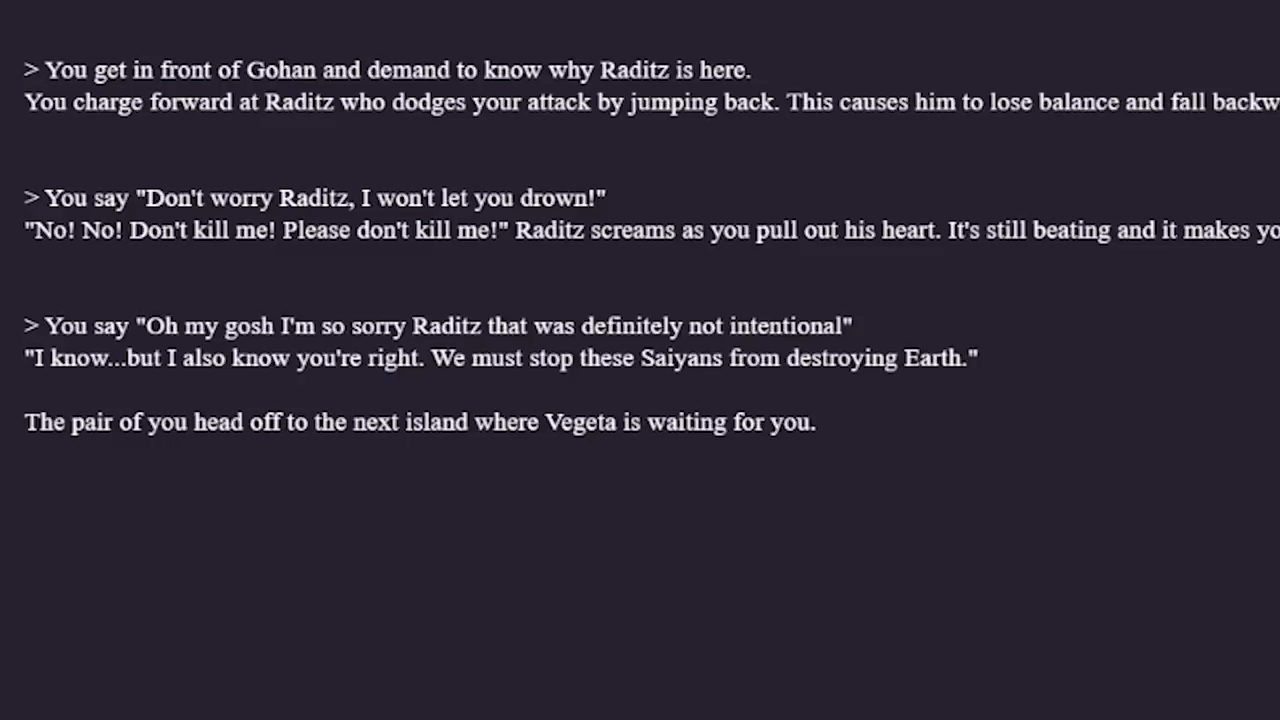 > You get in front of Gohan and demand to know why Raditz is here.
You charge forward at Raditz who dodges your attack by jumping back. This causes him to lose balance and fall
> You say "Don't worry Raditz, I won't let you drown!"
"No! No! Don't kill me! Please don't kill me!" Raditz screams as you pull out his heart. It's still beating and it makes
> You say "Oh my gosh I'm so sorry Raditz that was definitely not intentional"
"I know...but I also know you're right. We must stop these Saiyans from destroying Earth."
The pair of you head off to the next island where Vegeta is waiting for you.